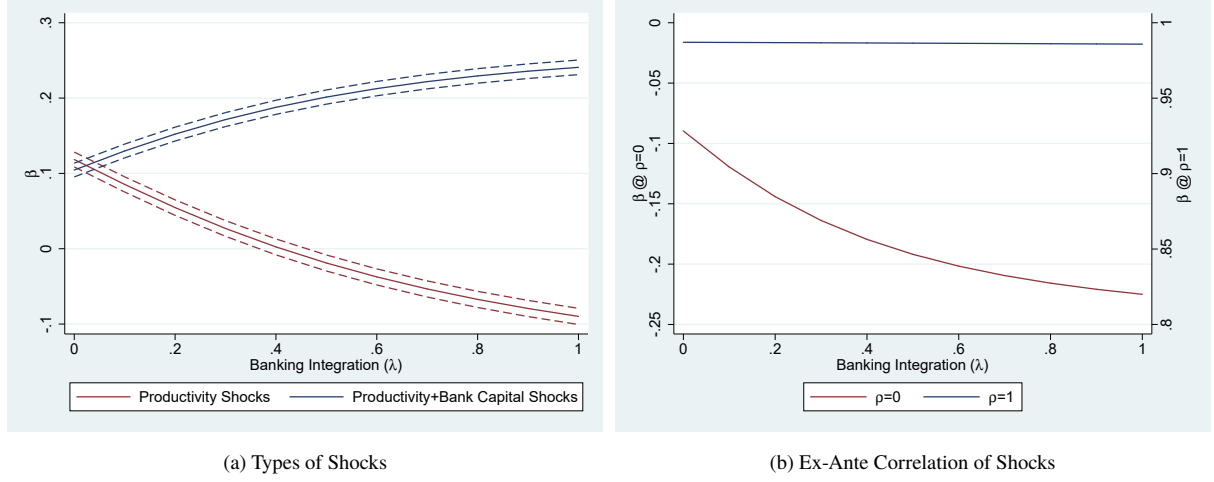 .3
.2
.1
0
-.1
β
0
.2
.4
.6
.8
1
Banking Integration (λ)
Productivity Shocks
Productivity+Bank Capital Shocks
(a) Types of Shocks
0
-.05
-.1
-.15
-.2
-.25
β @ ρ=0
1
.95
.9
.85
.8
β @ ρ=1
0
.2
.4
.6
.8
1
Banking Integration (λ)
ρ=0
ρ=1
(b) Ex-Ante Correlation of Shocks